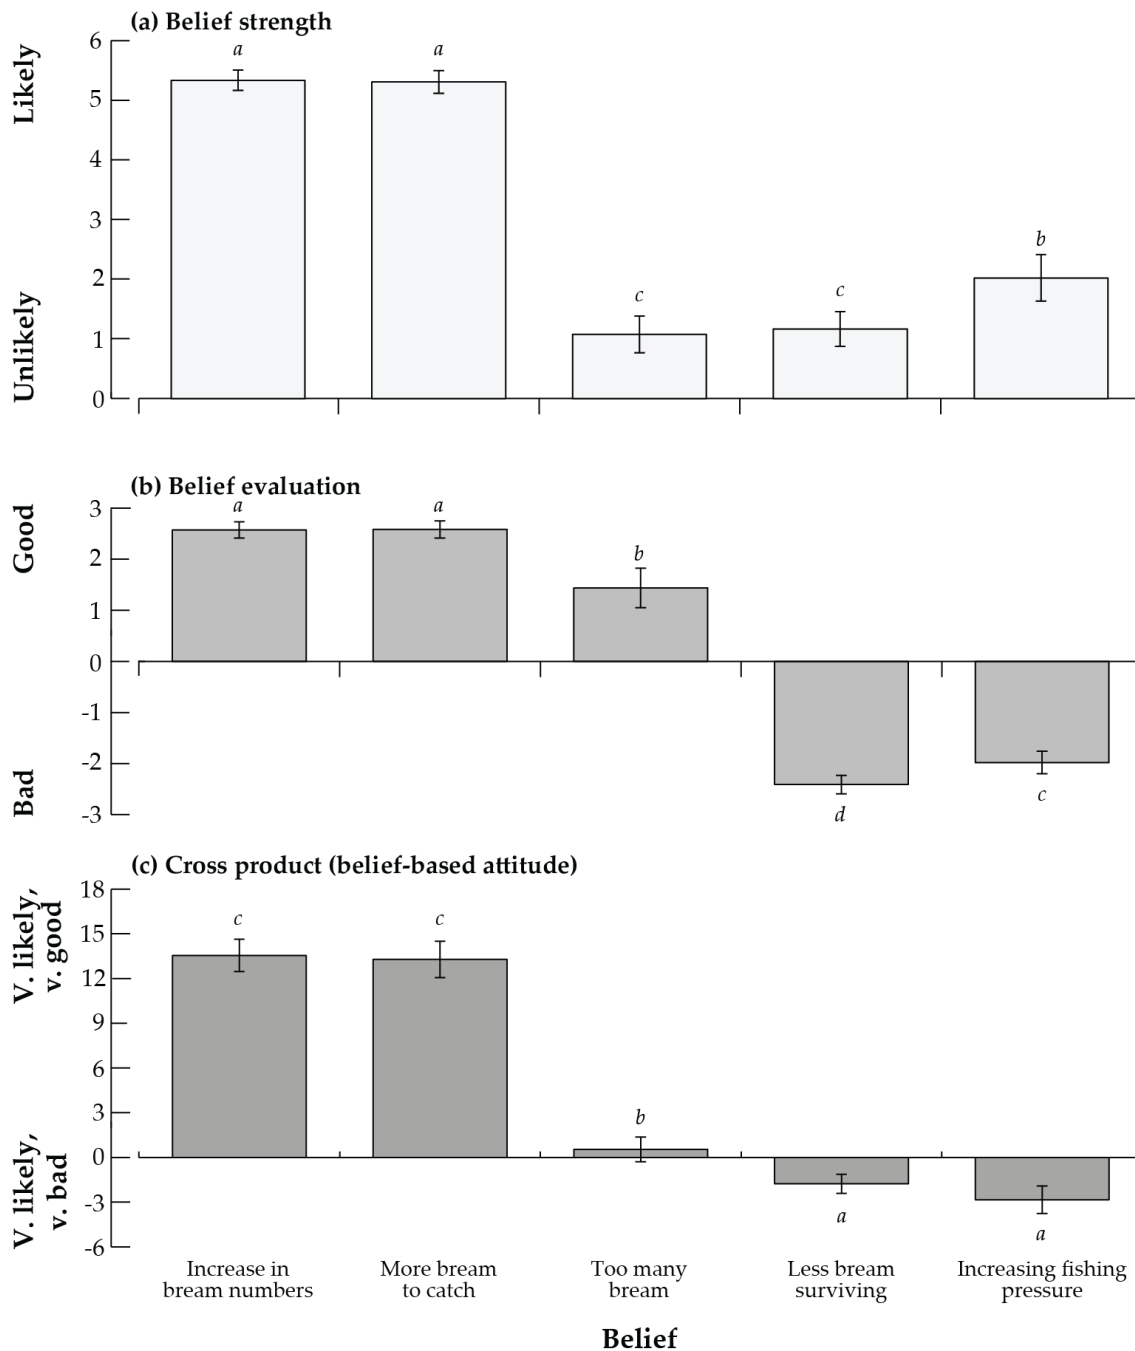 (a) Belief strength
Likely
Unlikely
6
5
4
3
2
1
0
a
a
c
c
b
(b) Belief evaluation
Good
Bad
3
2
1
0
-1
-2
-3
a
a
b
d
c
(c) Cross product (belief-based attitude)
V. likely,
v. good
V. likely,
v. bad
18
15
12
9
6
3
0
-3
-6
c
c
b
a
a
Increase in
bream numbers
More bream
to catch
Too many
bream
Less bream
surviving
Increasing fishing
pressure
Belief